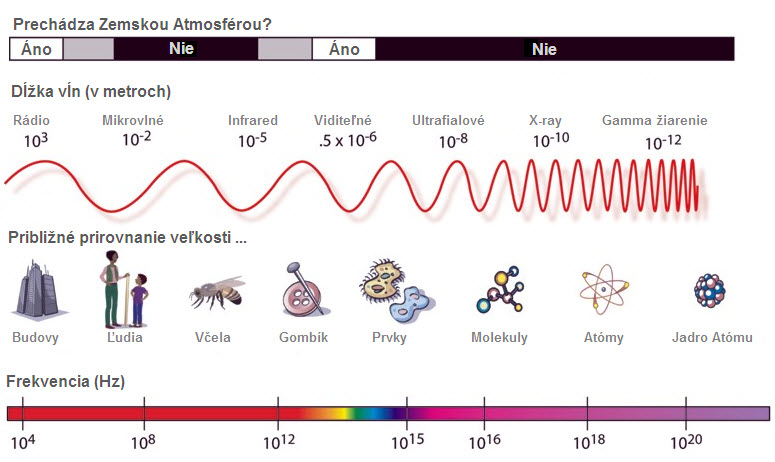 Prechádza Zemskou Atmosférou?
Áno Nie Áno Nie
Dĺžka vĺn (v metroch)
Rádio Mikrovlné Infrared Viditeľné Ultrafialové X-ray Gamma žiarenie
10³ 10⁻² 10⁻⁵ .5 x 10⁻⁶ 10⁻⁸ 10⁻¹⁰ 10⁻¹²
Približné prirovnanie veľkosti ...
Budovy Ľudia Včela Gombík Prvky Molekuly Atómy Jadro Atómu
Frekvencia (Hz)
10⁴ 10⁸ 10¹² 10¹⁵ 10¹⁶ 10¹⁸ 10²⁰